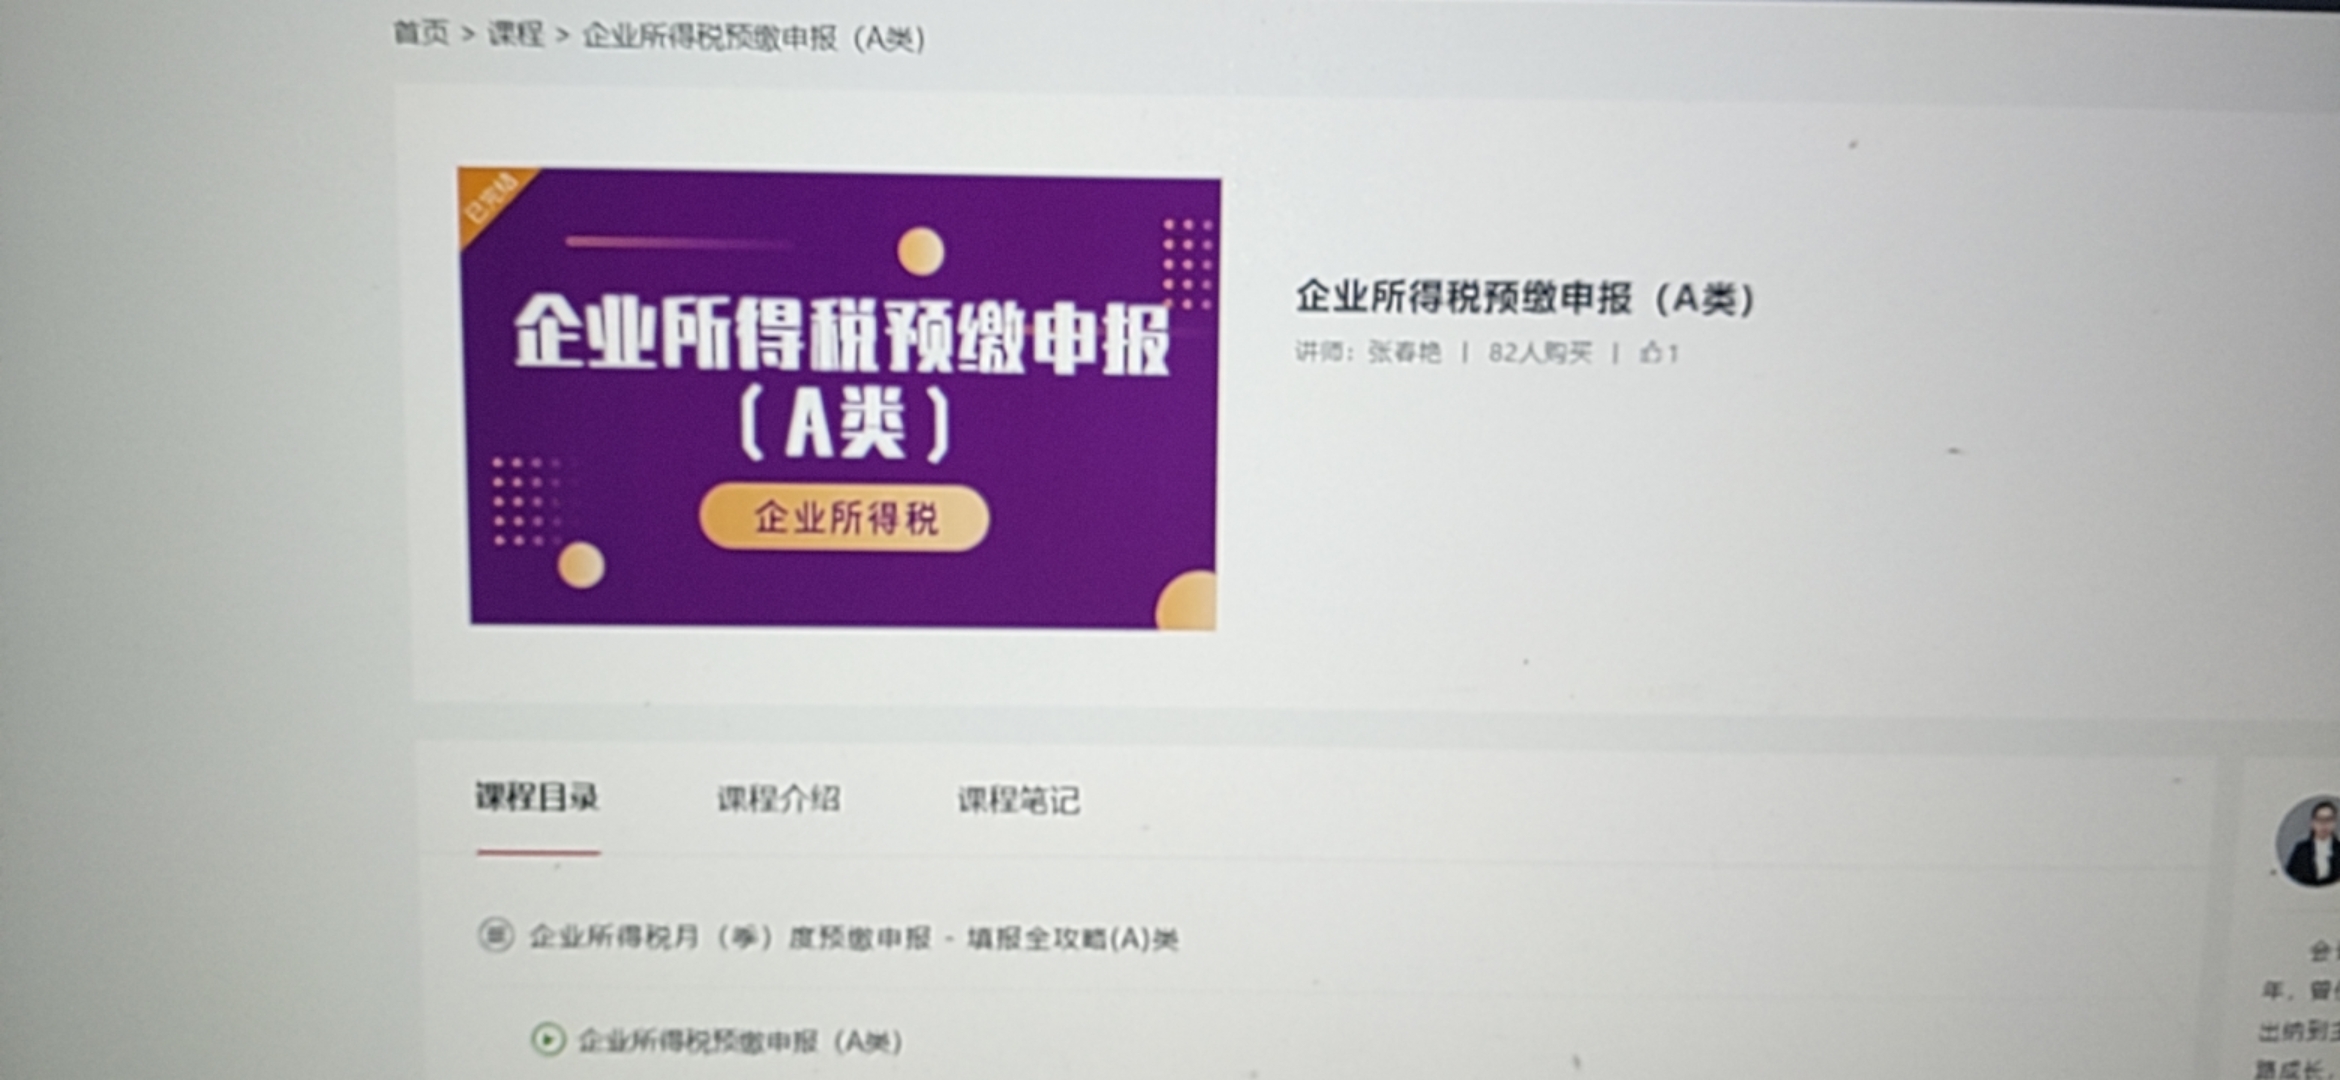 首页 > 课程 > 企业所得税预缴申报（A类）
已完结
企业所得税预缴申报
（A类）
企业所得税
企业所得税预缴申报（A类）
讲师：张春艳 | 82人购买 | 1
课程目录 课程介绍 课程笔记
企业所得税月（季）度预缴申报 - 填报全攻略(A)类
企业所得税预缴申报（A类）
年，曾
出纳到
路成长，